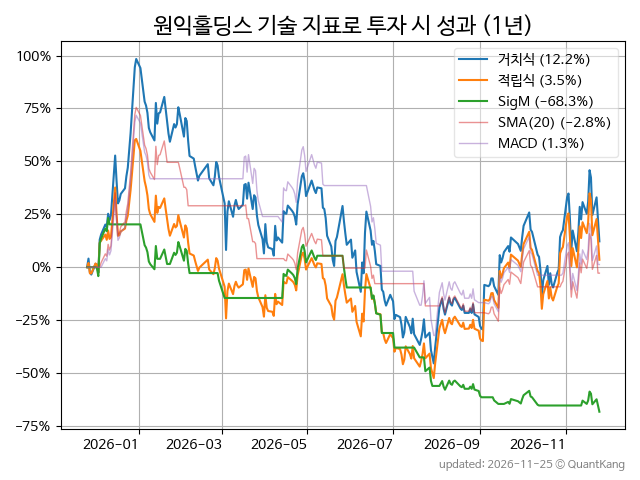 원익홀딩스 기술 지표로 투자 시 성과 (1년)
거치식 (12.2%)
적립식 (3.5%)
SigM (−68.3%)
SMA(20) (−2.8%)
MACD (1.3%)
100%
75%
50%
25%
0%
−25%
−50%
−75%
2026-01 2026-03 2026-05 2026-07 2026-09 2026-11
updated: 2026-11-25 © QuantKang